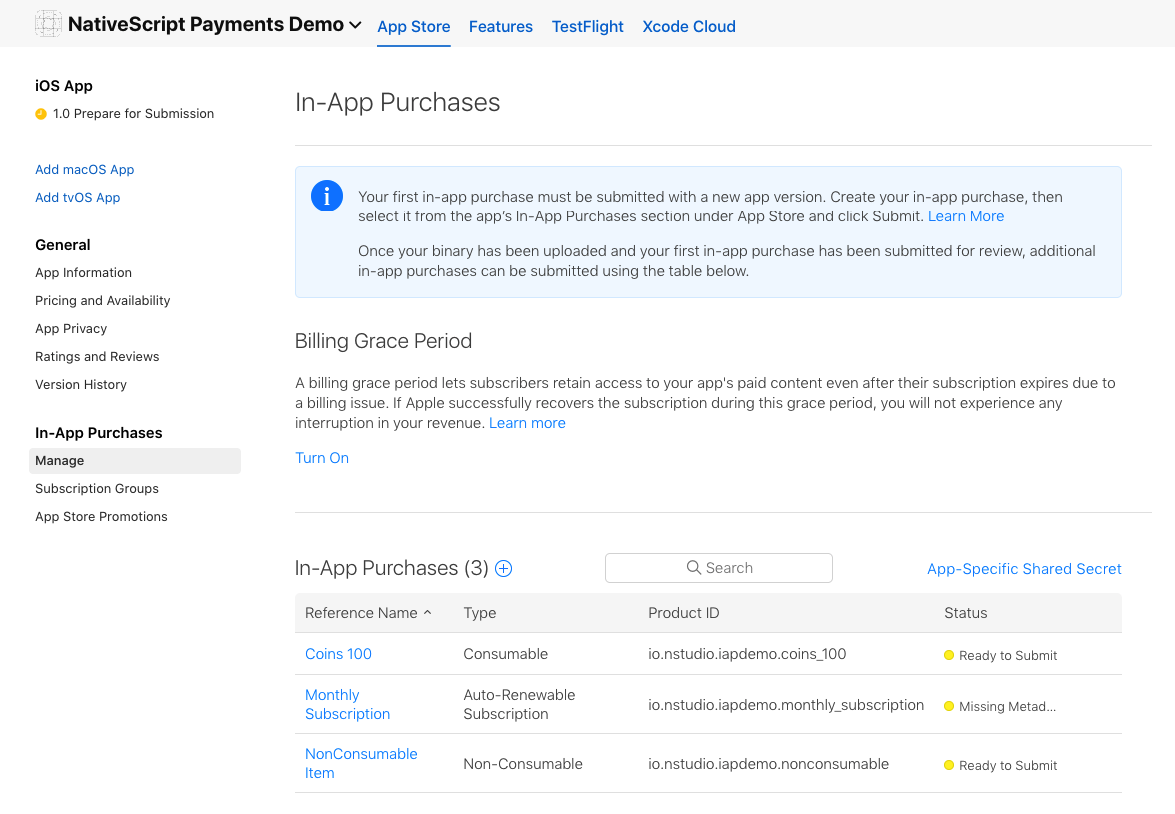 NativeScript Payments Demo
App Store Features TestFlight Xcode Cloud
iOS App
1.0 Prepare for Submission
Add macOS App
Add tvOS App
General
App Information
Pricing and Availability
App Privacy
Ratings and Reviews
Version History
In-App Purchases
Manage
Subscription Groups
App Store Promotions
In-App Purchases
Your first in-app purchase must be submitted with a new app version. Create your in-app purchase, then
select it from the app’s In-App Purchases section under App Store and click Submit. Learn More
Once your binary has been uploaded and your first in-app purchase has been submitted for review, additional
in-app purchases can be submitted using the table below.
Billing Grace Period
A billing grace period lets subscribers retain access to your app's paid content even after their subscription expires due to
a billing issue. If Apple successfully recovers the subscription during this grace period, you will not experience any
interruption in your revenue. Learn more
Turn On
In-App Purchases (3) Search App-Specific Shared Secret
Reference Name Type Product ID Status
Coins 100 Consumable io.nstudio.iapdemo.coins_100 Ready to Submit
Monthly
Subscription
Auto-Renewable
Subscription
io.nstudio.iapdemo.monthly_subscription Missing Metad...
NonConsumable
Item
Non-Consumable io.nstudio.iapdemo.nonconsumable Ready to Submit